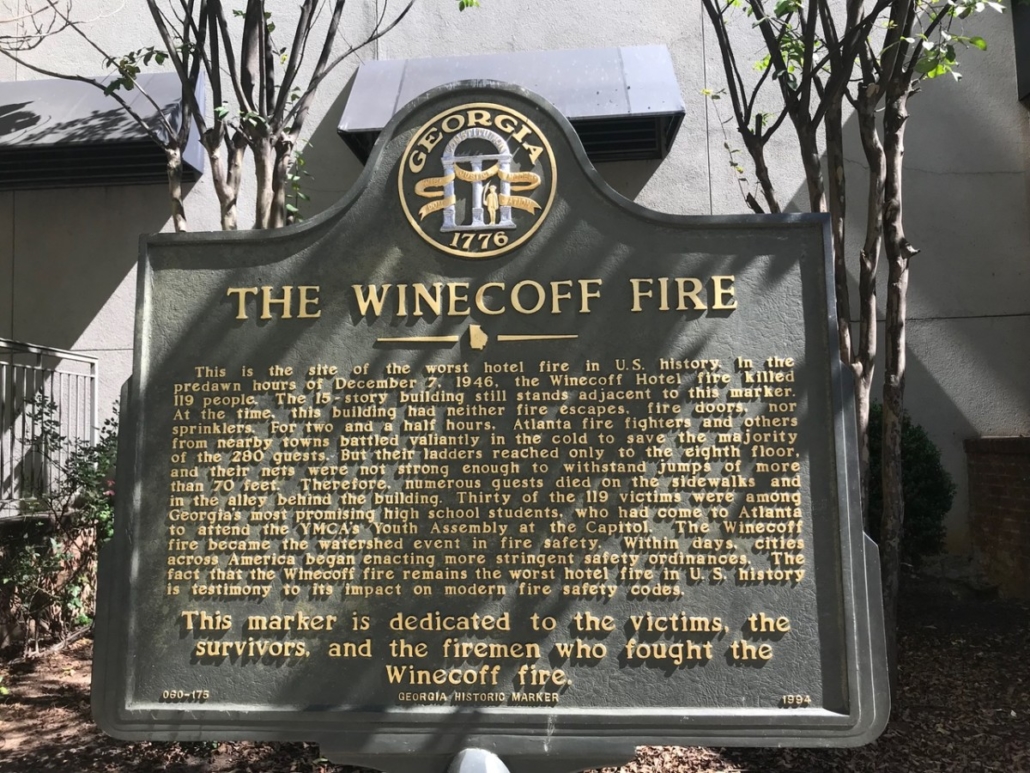 GEORGIA
1776
THE WINECOFF FIRE
This is the site of the worst hotel fire in U.S. history. In the
predawn hours of December 7, 1946, the Winecoff Hotel fire killed
119 people. The 15-story building still stands adjacent to this marker.
At the time, this building had neither fire escapes, fire doors, nor
sprinklers. For two and a half hours, Atlanta fire fighters and others
from nearby towns battled valiantly in the cold to save the majority
of the 280 guests. But their ladders reached only to the eighth floor,
and their nets were not strong enough to withstand jumps of more
than 70 feet. Therefore, numerous guests died on the sidewalks and
in the alley behind the building. Thirty of the 119 victims were among
Georgia's most promising high school students, who had come to Atlanta
to attend the YMCA's Youth Assembly at the Capitol. The Winecoff
fire became the watershed event in fire safety. Within days, cities
across America began enacting more stringent safety ordinances. The
fact that the Winecoff fire remains the worst hotel fire in U.S. history
is testimony to its impact on modern fire safety codes.
This marker is dedicated to the victims, the
survivors, and the firemen who fought the
Winecoff fire.
060-175 GEORGIA HISTORIC MARKER 1994